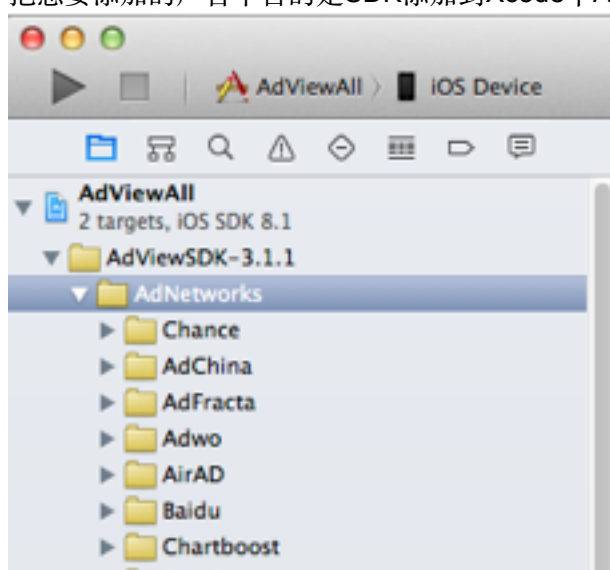 AdViewAll iOS Device
AdViewAll
2 targets, iOS SDK 8.1
AdViewSDK-3.1.1
AdNetworks
Chance
AdChina
AdFracta
Adwo
AirAD
Baidu
Chartboost